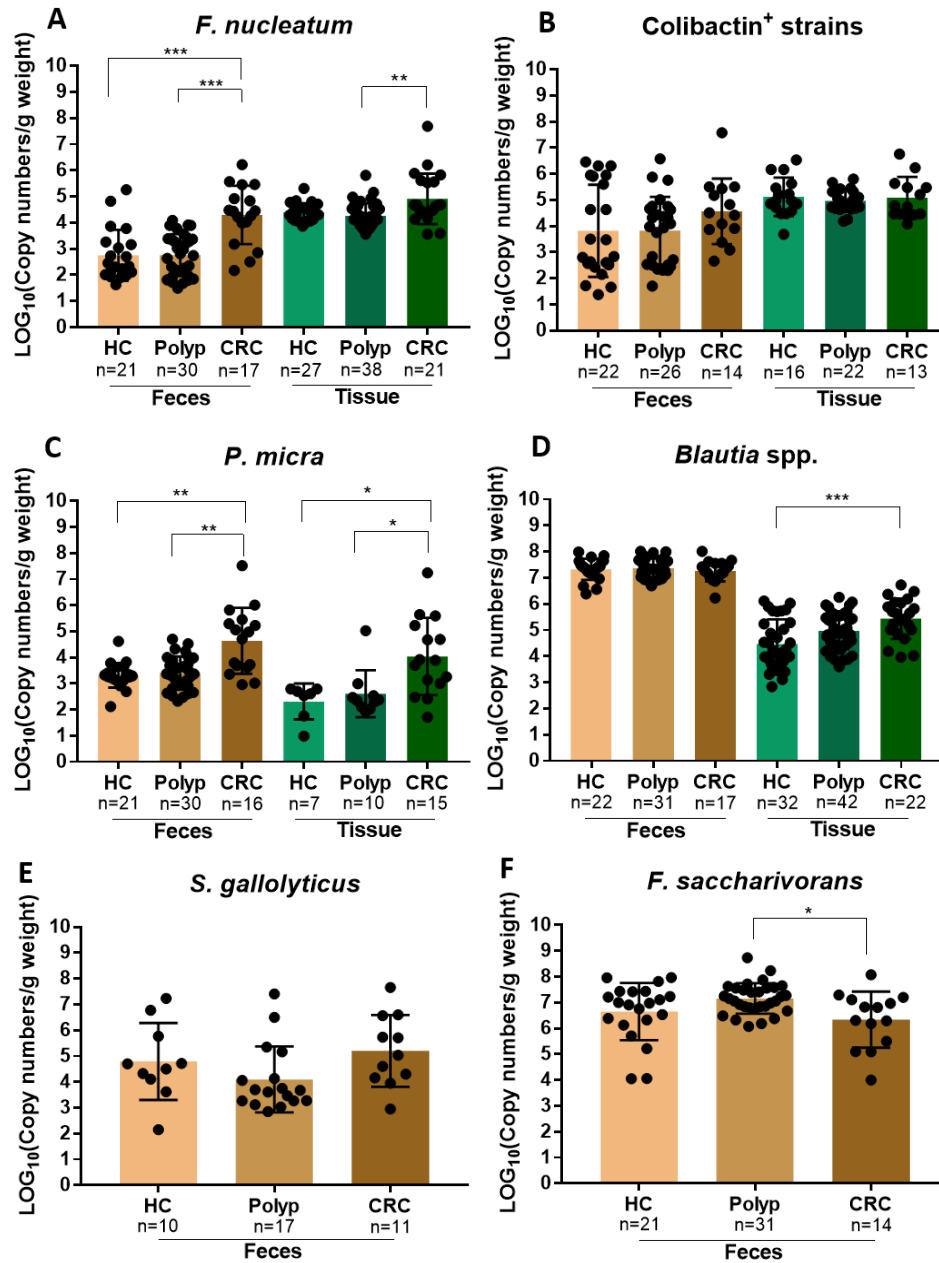 A
F. nucleatum
LOG10(Copy numbers/g weight)
10
9
8
7
6
5
4
3
2
1
0
***
***
**
HC Polyp CRC HC Polyp CRC
n=21 n=30 n=17 n=27 n=38 n=21
Feces Tissue
B
Colibactin+ strains
LOG10(Copy numbers/g weight)
10
9
8
7
6
5
4
3
2
1
0
HC Polyp CRC HC Polyp CRC
n=22 n=26 n=14 n=16 n=22 n=13
Feces Tissue
C
P. micra
LOG10(Copy numbers/g weight)
10
9
8
7
6
5
4
3
2
1
0
**
**
*
*
HC Polyp CRC HC Polyp CRC
n=21 n=30 n=16 n=7 n=10 n=15
Feces Tissue
D
Blautia spp.
LOG10(Copy numbers/g weight)
10
9
8
7
6
5
4
3
2
1
0
***
HC Polyp CRC HC Polyp CRC
n=22 n=31 n=17 n=32 n=42 n=22
Feces Tissue
E
S. gallolyticus
LOG10(Copy numbers/g weight)
10
9
8
7
6
5
4
3
2
1
0
HC Polyp CRC
n=10 n=17 n=11
Feces
F
F. saccharivorans
LOG10(Copy numbers/g weight)
10
9
8
7
6
5
4
3
2
1
0
*
HC Polyp CRC
n=21 n=31 n=14
Feces